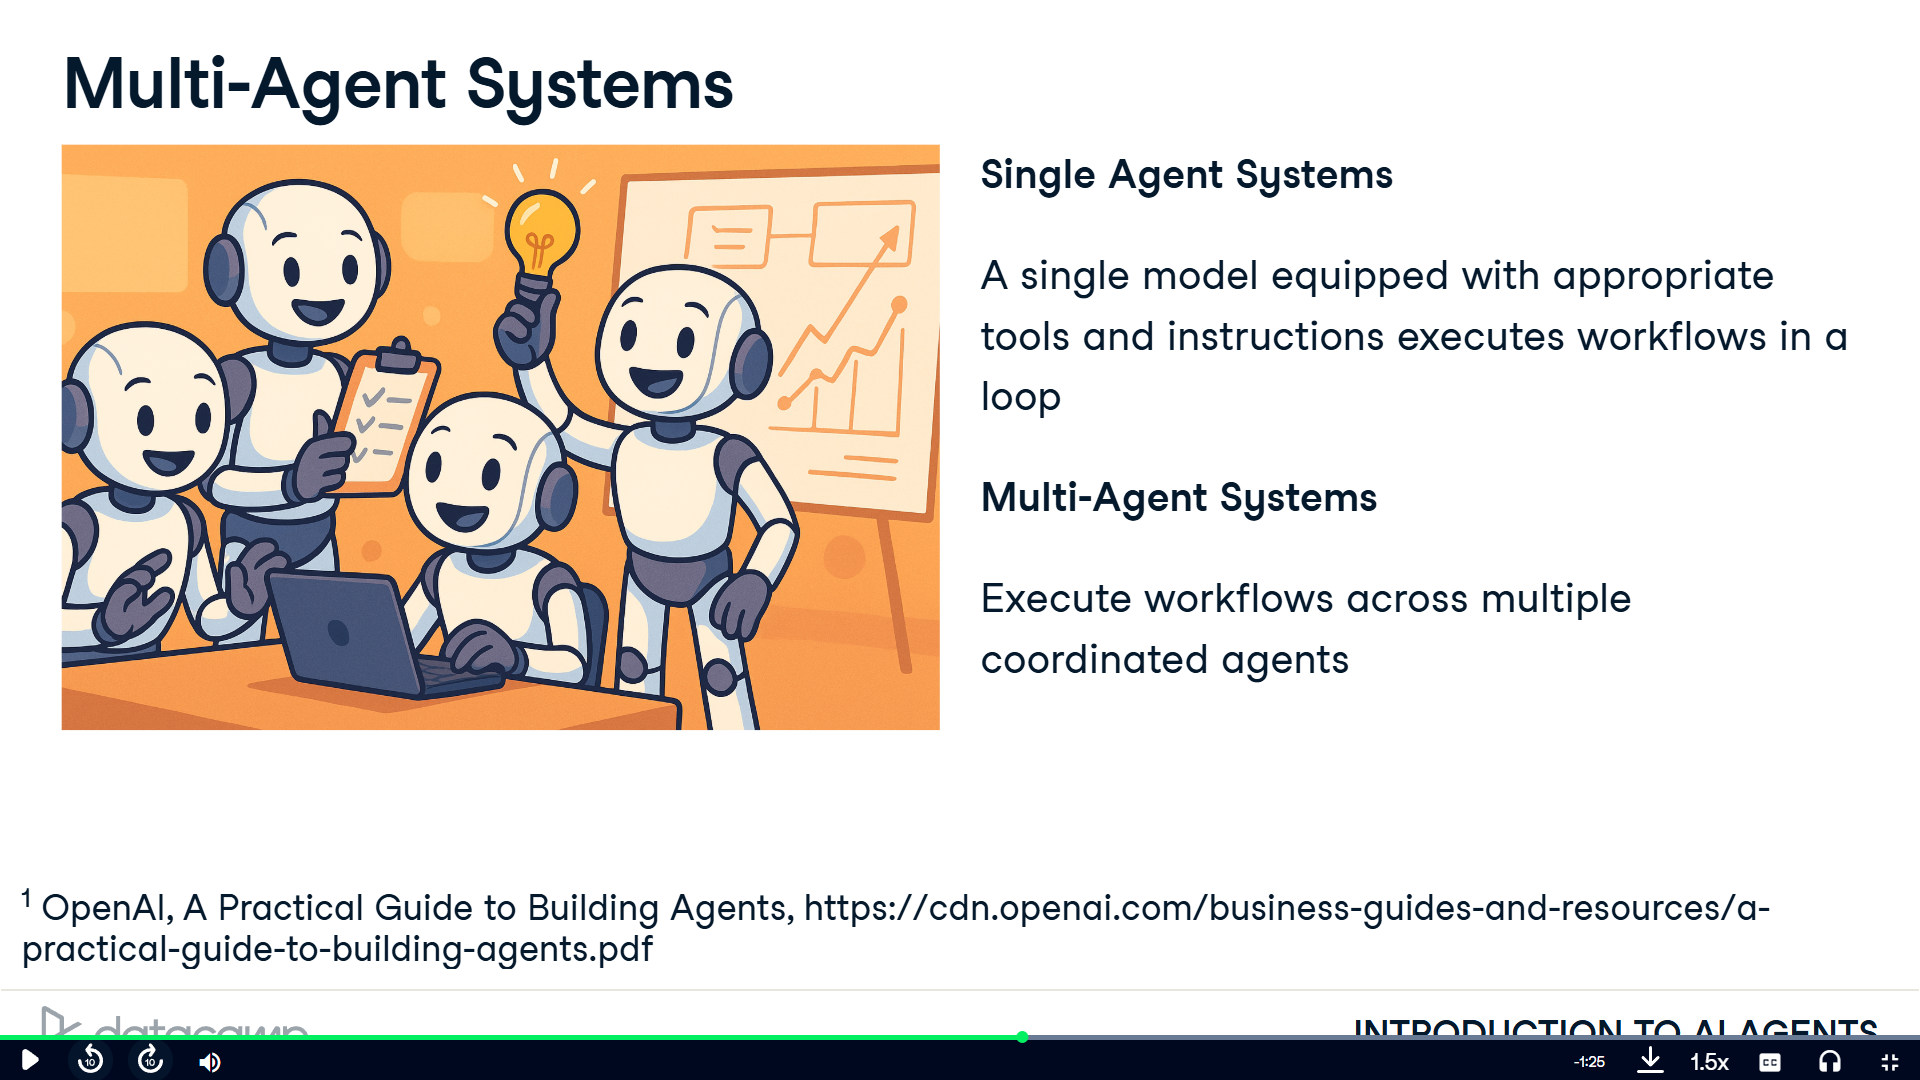 Multi-Agent Systems
Single Agent Systems
A single model equipped with appropriate
tools and instructions executes workflows in a
loop
Multi-Agent Systems
Execute workflows across multiple
coordinated agents
1 OpenAI, A Practical Guide to Building Agents, https://cdn.openai.com/business-guides-and-resources/a-
practical-guide-to-building-agents.pdf
datacamp
INTRODUCTION TO AI AGENTS
10
10
-1:25
1.5x
CC